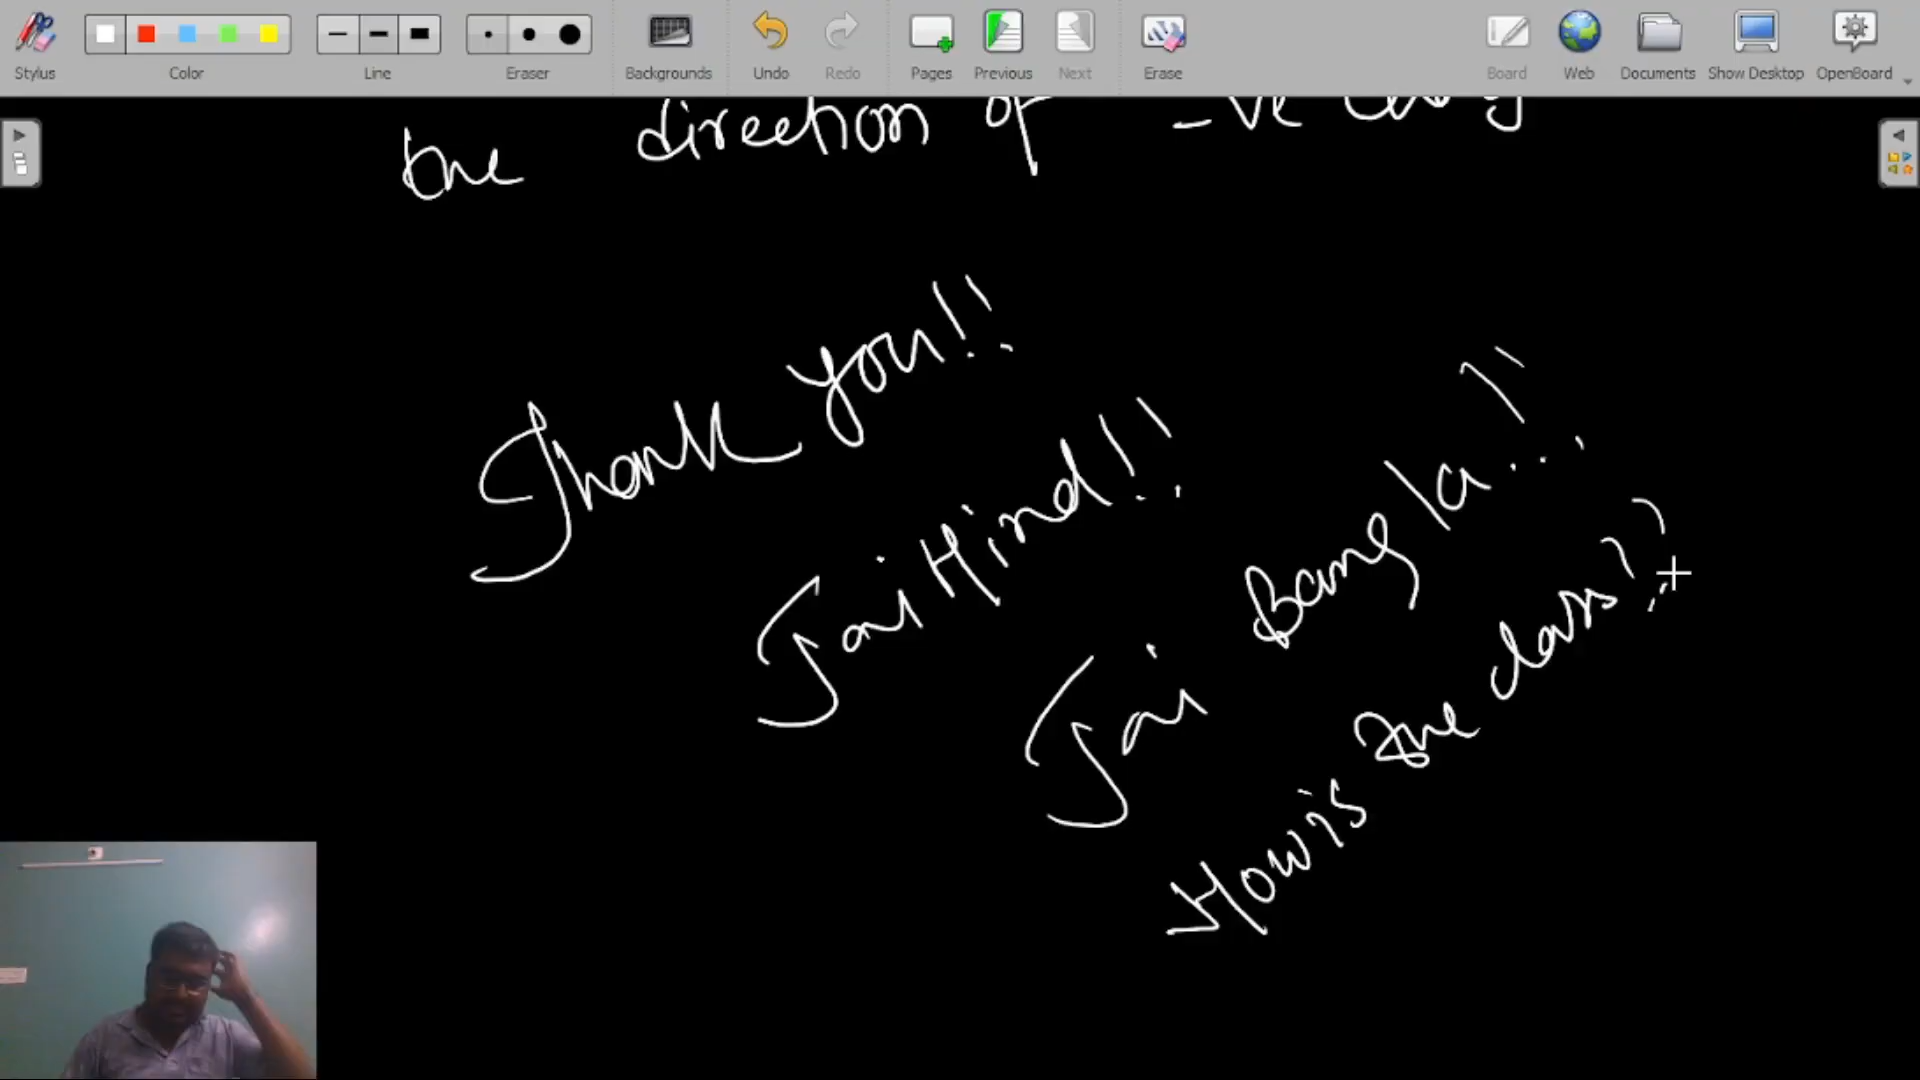 Stylus Color Line Eraser Backgrounds Undo Redo Pages Previous Next Erase Board Web Documents Show Desktop OpenBoard
the direction of -ve
Thank you!!
Jai Hind!!
Jai Bangla..!!
How is the class??